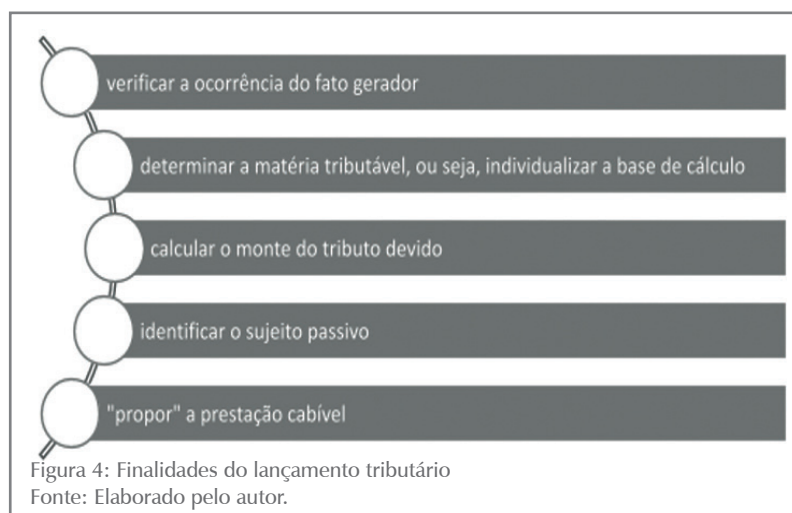 verificar a ocorrência do fato gerador
determinar a matéria tributável, ou seja, individualizar a base de cálculo
calcular o monte do tributo devido
identificar o sujeito passivo
"propor" a prestação cabível
Figura 4: Finalidades do lançamento tributário
Fonte: Elaborado pelo autor.